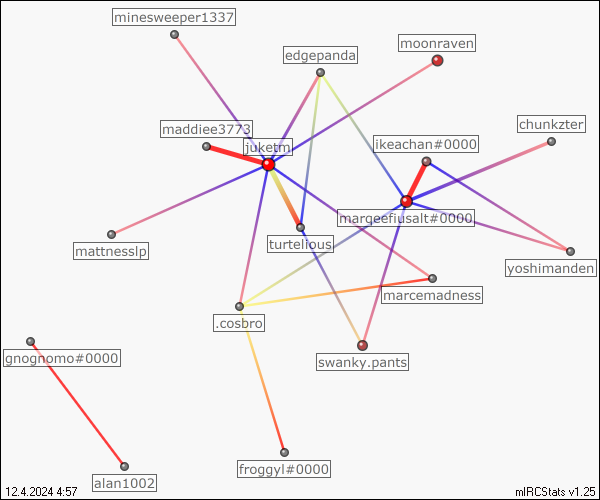 minesweeper1337
edgepanda
moonraven
maddiee3773
juketm
ikeachan#0000
chunkzter
marqeefiusalt#0000
mattnesslp
turtelious
yoshimanden
marcemadness
.cosbro
gnognomo#0000
swanky.pants
froggyl#0000
alan1002
12.4.2024 4:57
mIRCStats v1.25